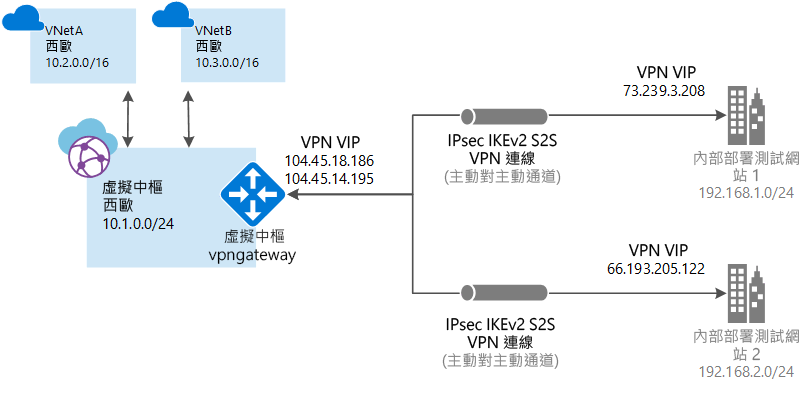 VNetA
西歐
10.2.0.0/16
VNetB
西歐
10.3.0.0/16
虛擬中樞
西歐
10.1.0.0/24
VPN VIP
104.45.18.186
104.45.14.195
虛擬中樞
vpngateway
IPsec IKEv2 S2S
VPN 連線
(主動對主動通道)
VPN VIP
73.239.3.208
內部部署測試網
站 1
192.168.1.0/24
IPsec IKEv2 S2S
VPN 連線
(主動對主動通道)
VPN VIP
66.193.205.122
內部部署測試網
站 2
192.168.2.0/24